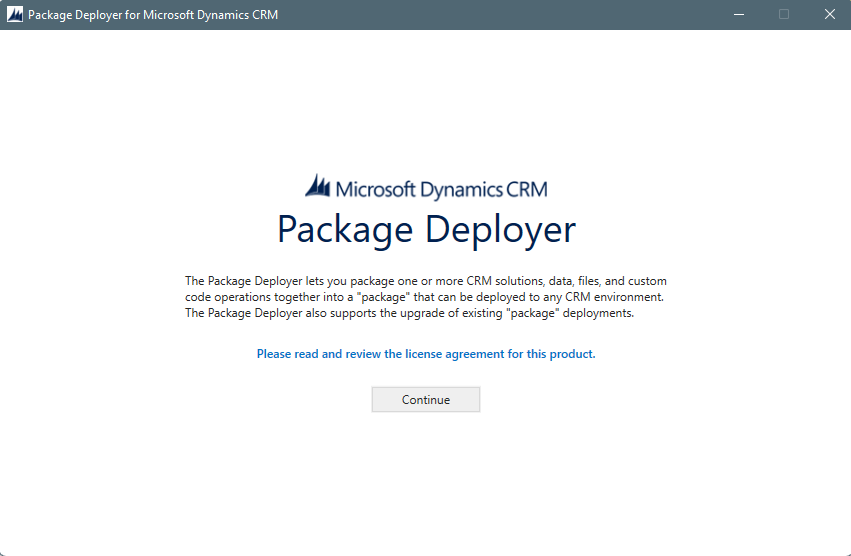 Package Deployer for Microsoft Dynamics CRM
Microsoft Dynamics CRM
Package Deployer
The Package Deployer lets you package one or more CRM solutions, data, files, and custom
code operations together into a "package" that can be deployed to any CRM environment.
The Package Deployer also supports the upgrade of existing "package" deployments.
Please read and review the license agreement for this product.
Continue